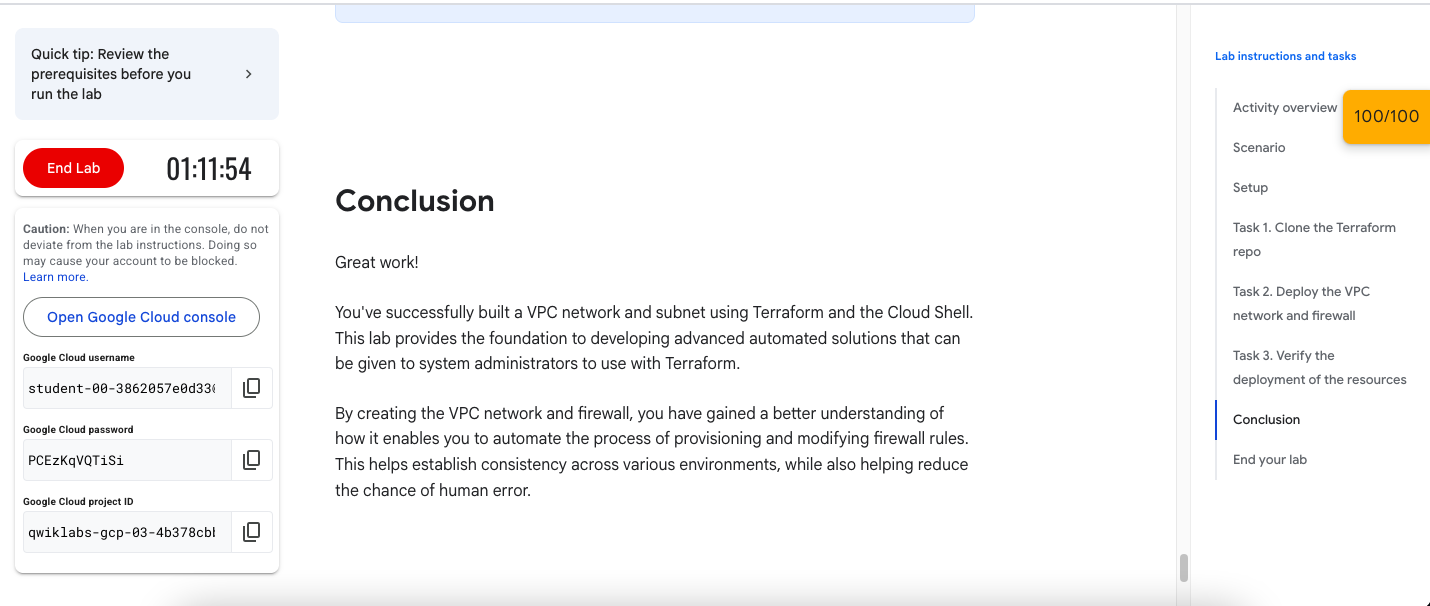 Quick tip: Review the
prerequisites before you
run the lab
End Lab
01:11:54
Caution: When you are in the console, do not
deviate from the lab instructions. Doing so
may cause your account to be blocked.
Learn more.
Open Google Cloud console
Google Cloud username
student-00-3862057e0d330
Google Cloud password
PCEzKqVQTiSi
Google Cloud project ID
qwiklabs-gcp-03-4b378cbb
Conclusion
Great work!
You've successfully built a VPC network and subnet using Terraform and the Cloud Shell.
This lab provides the foundation to developing advanced automated solutions that can
be given to system administrators to use with Terraform.
By creating the VPC network and firewall, you have gained a better understanding of
how it enables you to automate the process of provisioning and modifying firewall rules.
This helps establish consistency across various environments, while also helping reduce
the chance of human error.
Lab instructions and tasks
Activity overview
100/100
Scenario
Setup
Task 1. Clone the Terraform
repo
Task 2. Deploy the VPC
network and firewall
Task 3. Verify the
deployment of the resources
Conclusion
End your lab